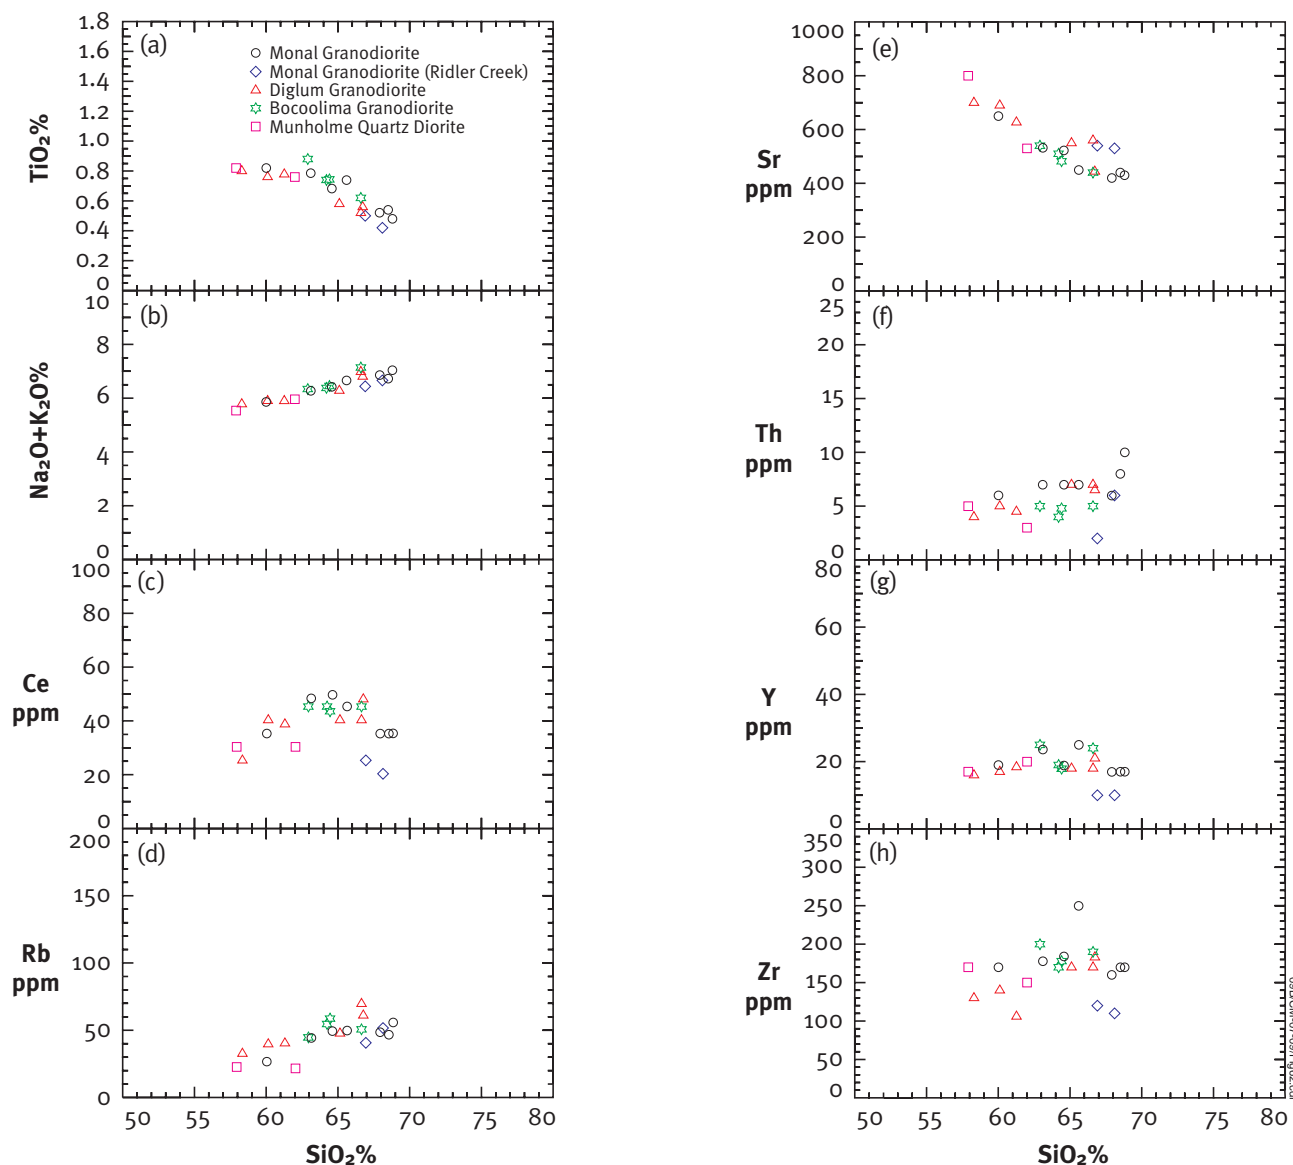 (a)
Monal Granodiorite
Monal Granodiorite (Ridler Creek)
Diglum Granodiorite
Bocoolima Granodiorite
Munholme Quartz Diorite
1.8
1.6
1.4
1.2
1.0
0.8
0.6
0.4
0.2
0
TiO₂%
(b)
10
8
6
4
2
0
Na₂O+K₂O%
(c)
100
80
60
40
20
0
Ce
ppm
(d)
200
150
100
50
0
Rb
ppm
50 55 60 65 70 75 80
SiO₂%
(e)
1000
800
600
400
200
0
Sr
ppm
(f)
25
20
15
10
5
0
Th
ppm
(g)
80
60
40
20
0
Y
ppm
(h)
350
300
250
200
150
100
50
0
Zr
ppm
50 55 60 65 70 75 80
SiO₂%